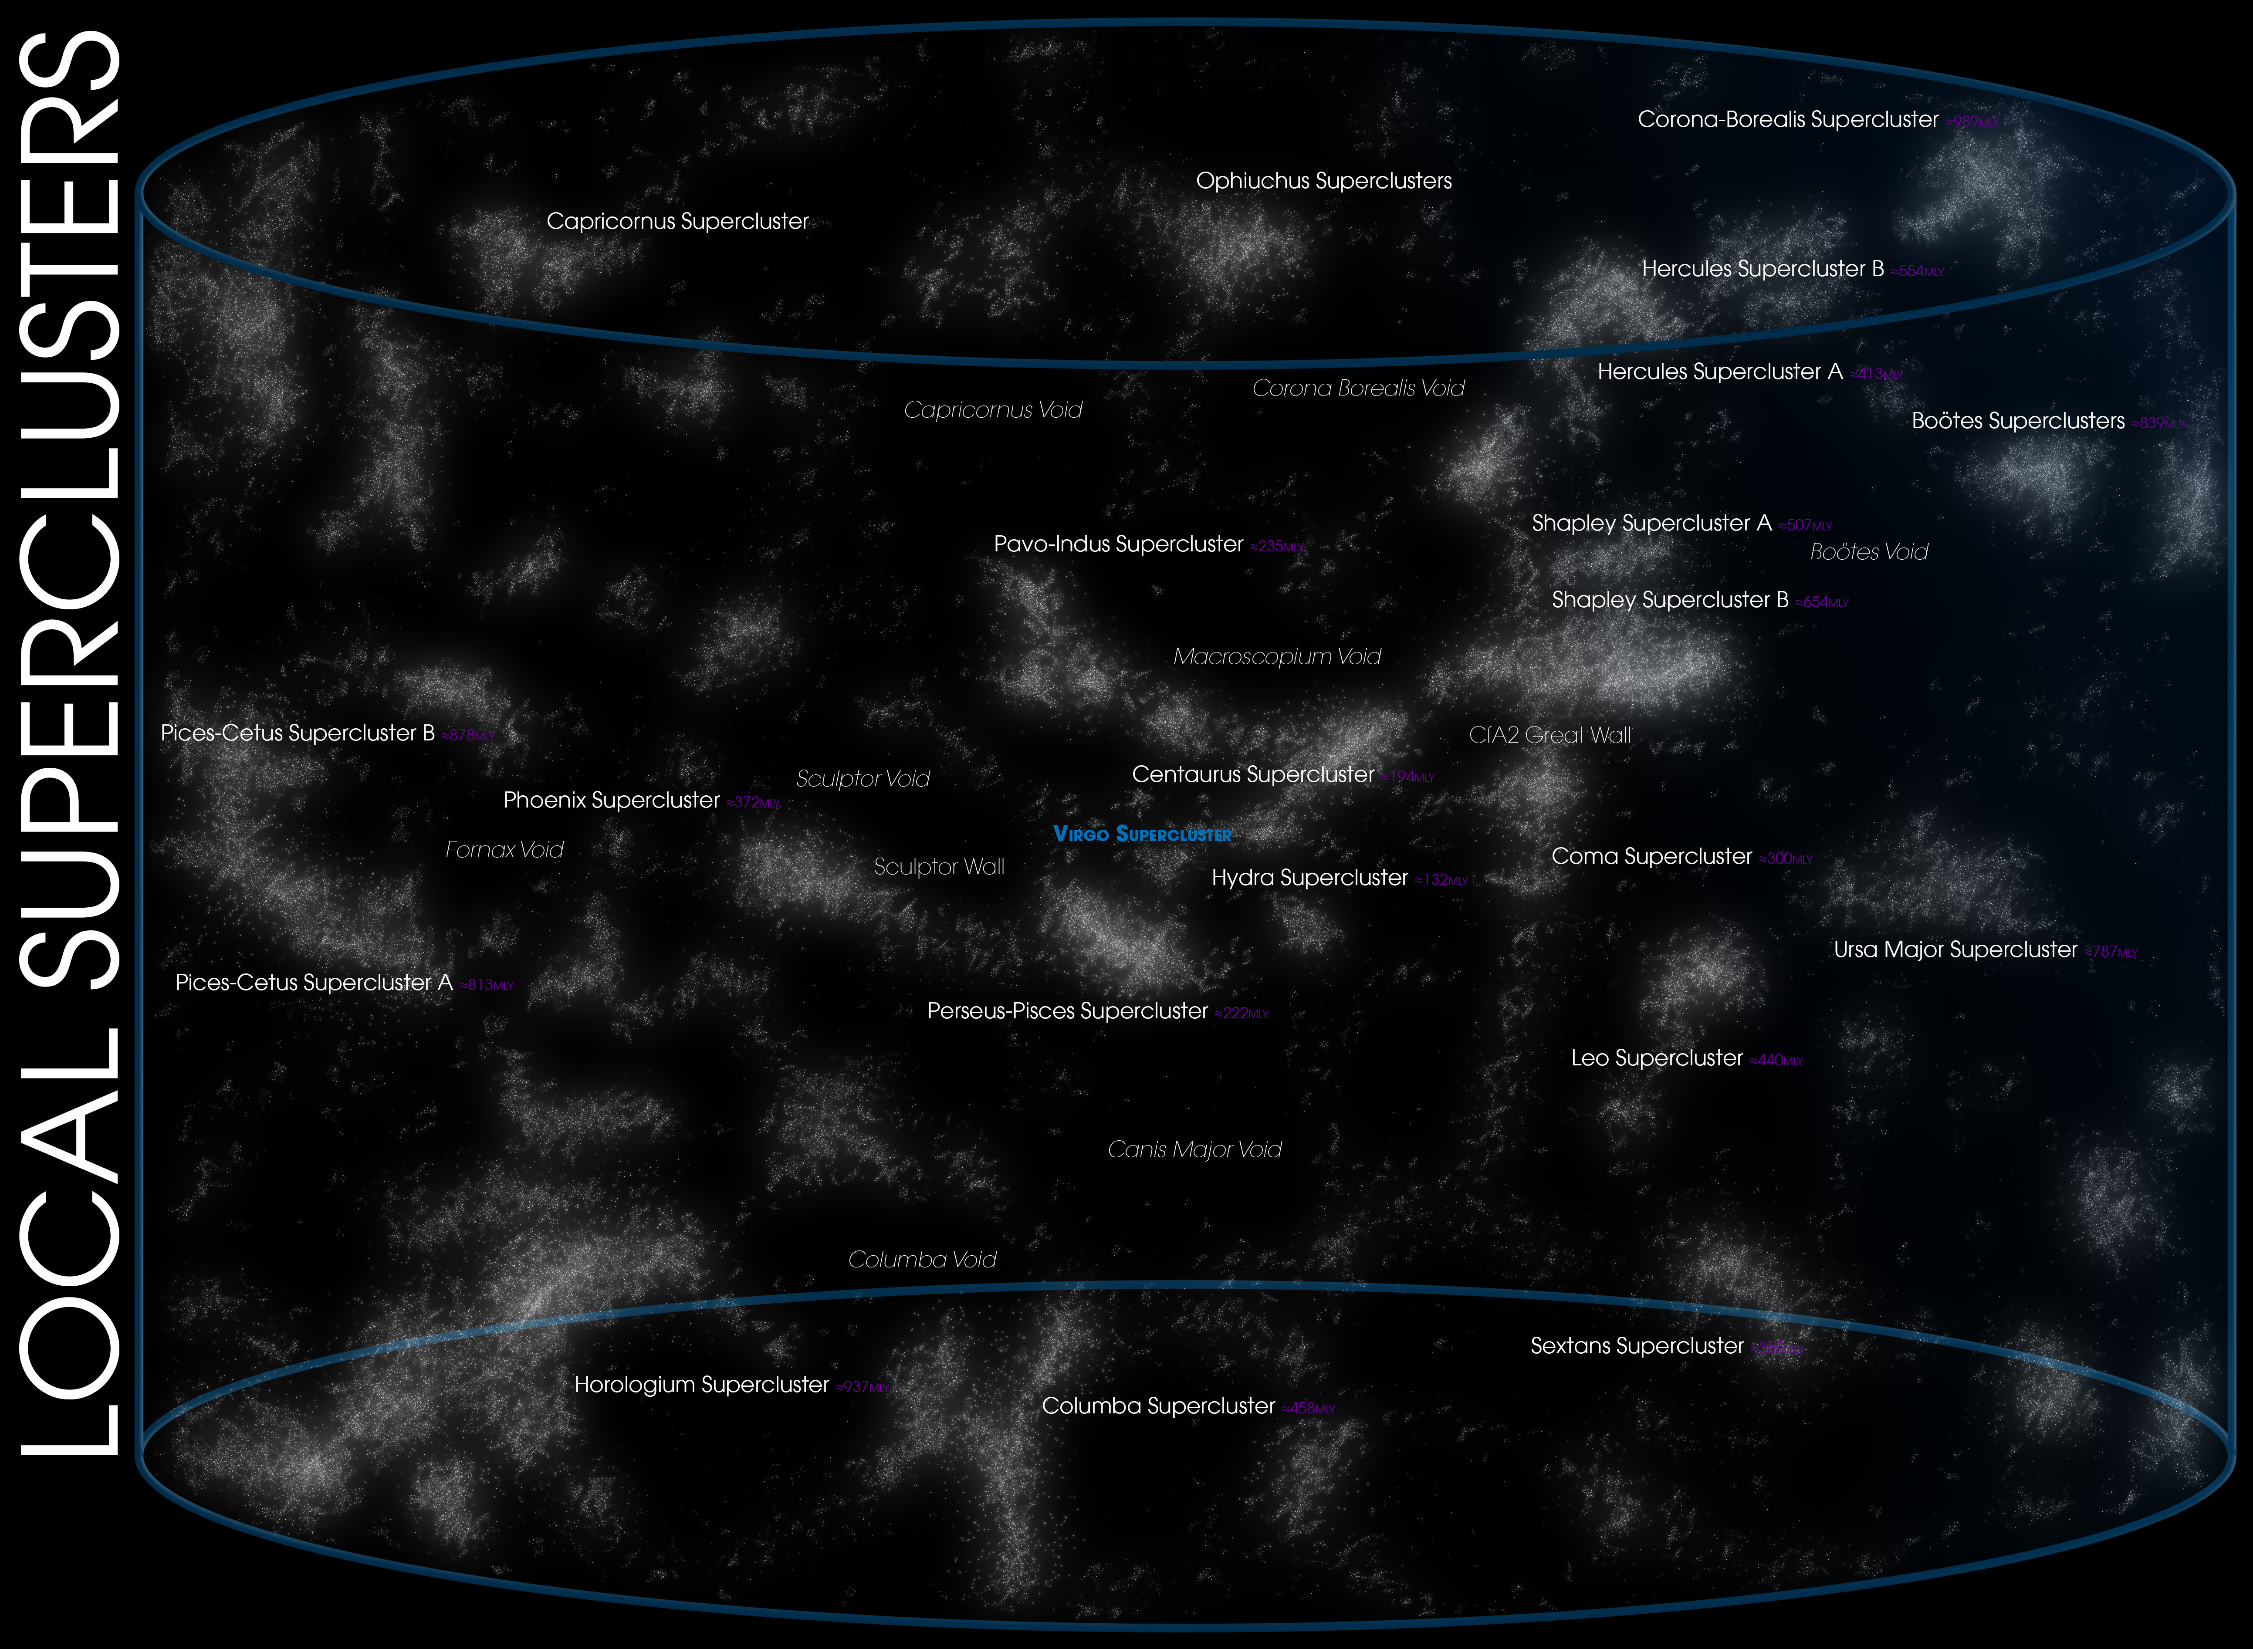 LOCAL SUPERCLUSTERS
Corona-Borealis Supercluster ≈989MLY
Ophiuchus Superclusters
Capricornus Supercluster
Hercules Supercluster B ≈554MLY
Hercules Supercluster A ≈413MLY
Corona Borealis Void
Capricornus Void
Boötes Superclusters ≈839MLY
Shapley Supercluster A ≈507MLY
Pavo-Indus Supercluster ≈235MLY
Boötes Void
Shapley Supercluster B ≈654MLY
Macroscopium Void
Pices-Cetus Supercluster B ≈878MLY
CfA2 Great Wall
Centaurus Supercluster ≈194MLY
Sculptor Void
Phoenix Supercluster ≈372MLY
Virgo Supercluster
Fornax Void
Coma Supercluster ≈300MLY
Sculptor Wall
Hydra Supercluster ≈132MLY
Ursa Major Supercluster ≈787MLY
Pices-Cetus Supercluster A ≈813MLY
Perseus-Pisces Supercluster ≈222MLY
Leo Supercluster ≈440MLY
Canis Major Void
Columba Void
Sextans Supercluster
Horologium Supercluster ≈937MLY
Columba Supercluster ≈458MLY